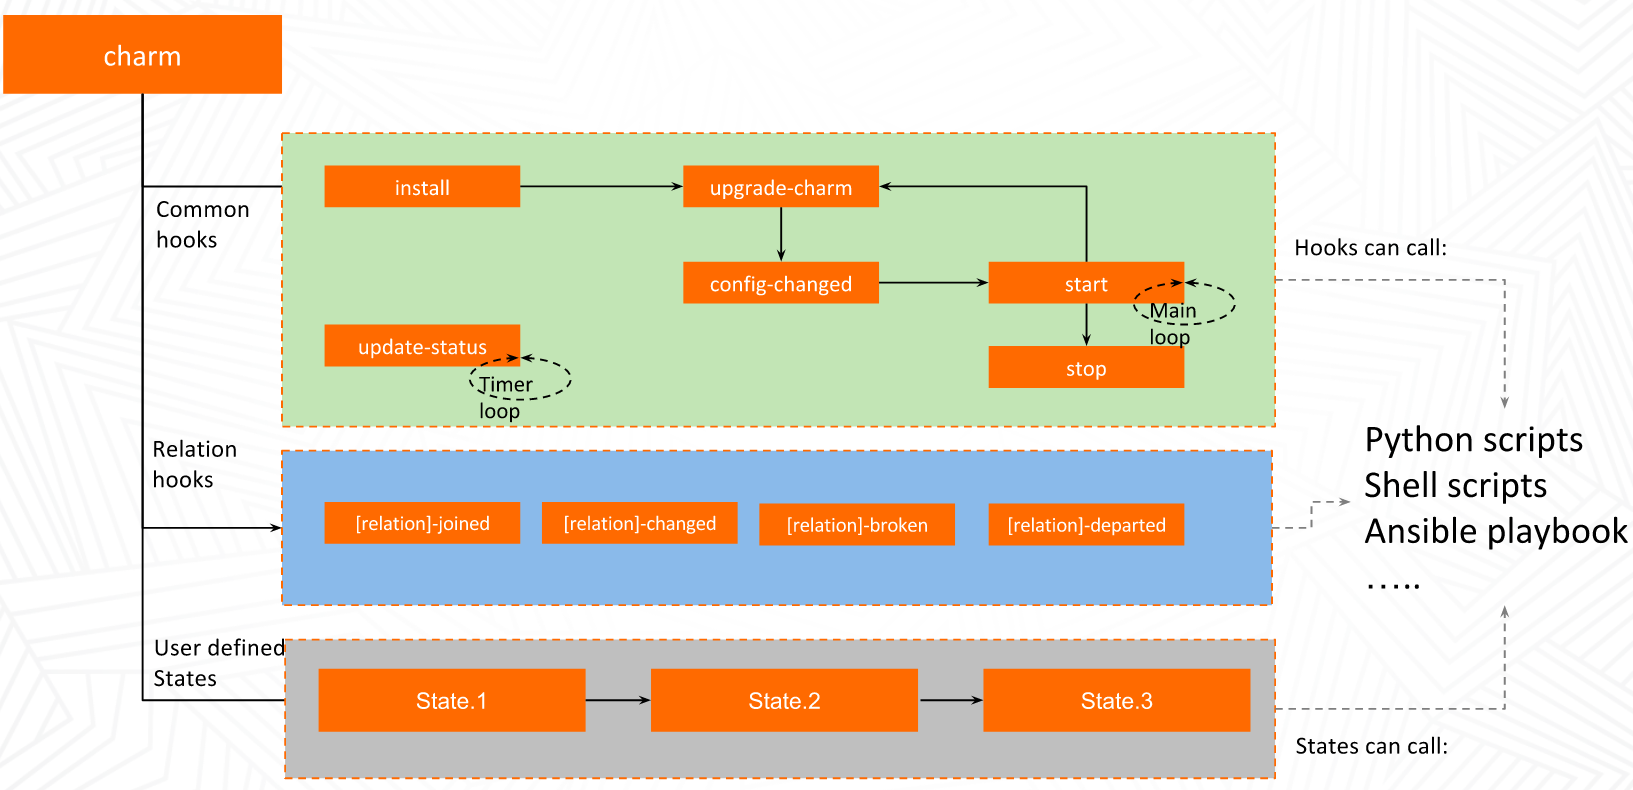 charm
Common
hooks
install
upgrade-charm
config-changed
start
Main
loop
update-status
Timer
loop
stop
Hooks can call:
Relation
hooks
[relation]-joined
[relation]-changed
[relation]-broken
[relation]-departed
Python scripts
Shell scripts
Ansible playbook
…..
User defined
States
State.1
State.2
State.3
States can call: